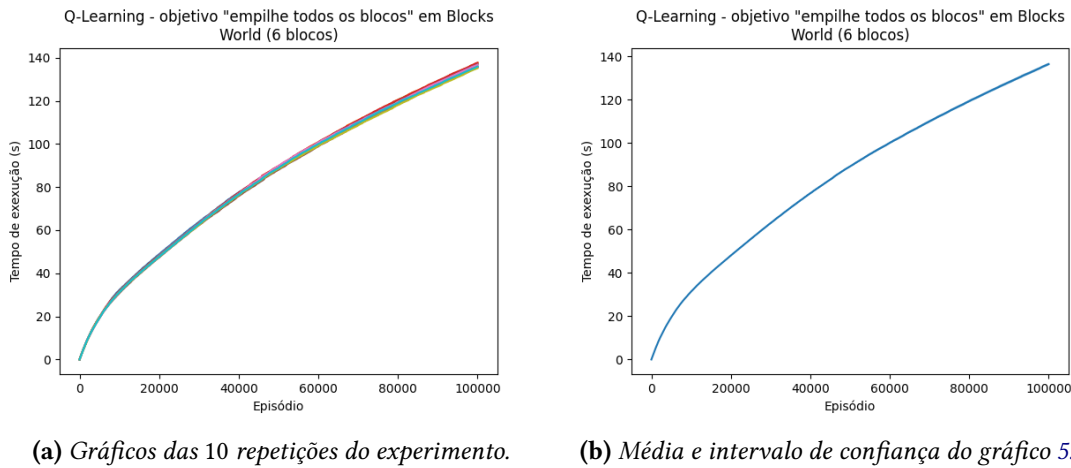 Q-Learning - objetivo "empilhe todos os blocos" em Blocks
World (6 blocos)
140
120
100
80
60
40
20
0
Tempo de exexução (s)
0 20000 40000 60000 80000 100000
Episódio
(a) Gráficos das 10 repetições do experimento.
Q-Learning - objetivo "empilhe todos os blocos" em Blocks
World (6 blocos)
140
120
100
80
60
40
20
0
Tempo de exexução (s)
0 20000 40000 60000 80000 100000
Episódio
(b) Média e intervalo de confiança do gráfico 5.